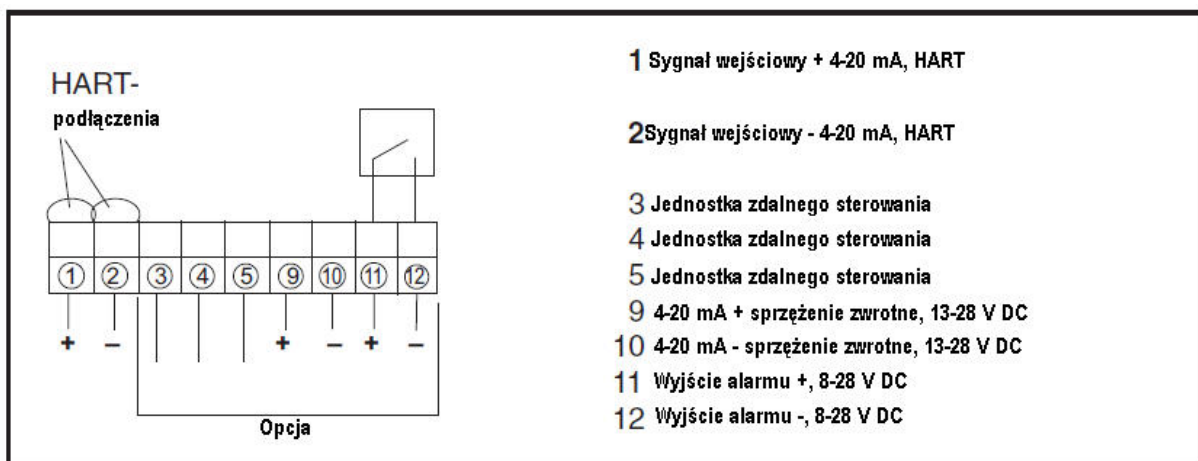 HART-
podłączenia
① ② ③ ④ ⑤ ⑨ ⑩ ⑪ ⑫
+ – + – + –
Opcja
1 Sygnał wejściowy + 4-20 mA, HART
2 Sygnał wejściowy - 4-20 mA, HART
3 Jednostka zdalnego sterowania
4 Jednostka zdalnego sterowania
5 Jednostka zdalnego sterowania
9 4-20 mA + sprzężenie zwrotne, 13-28 V DC
10 4-20 mA - sprzężenie zwrotne, 13-28 V DC
11 Wyjście alarmu +, 8-28 V DC
12 Wyjście alarmu -, 8-28 V DC